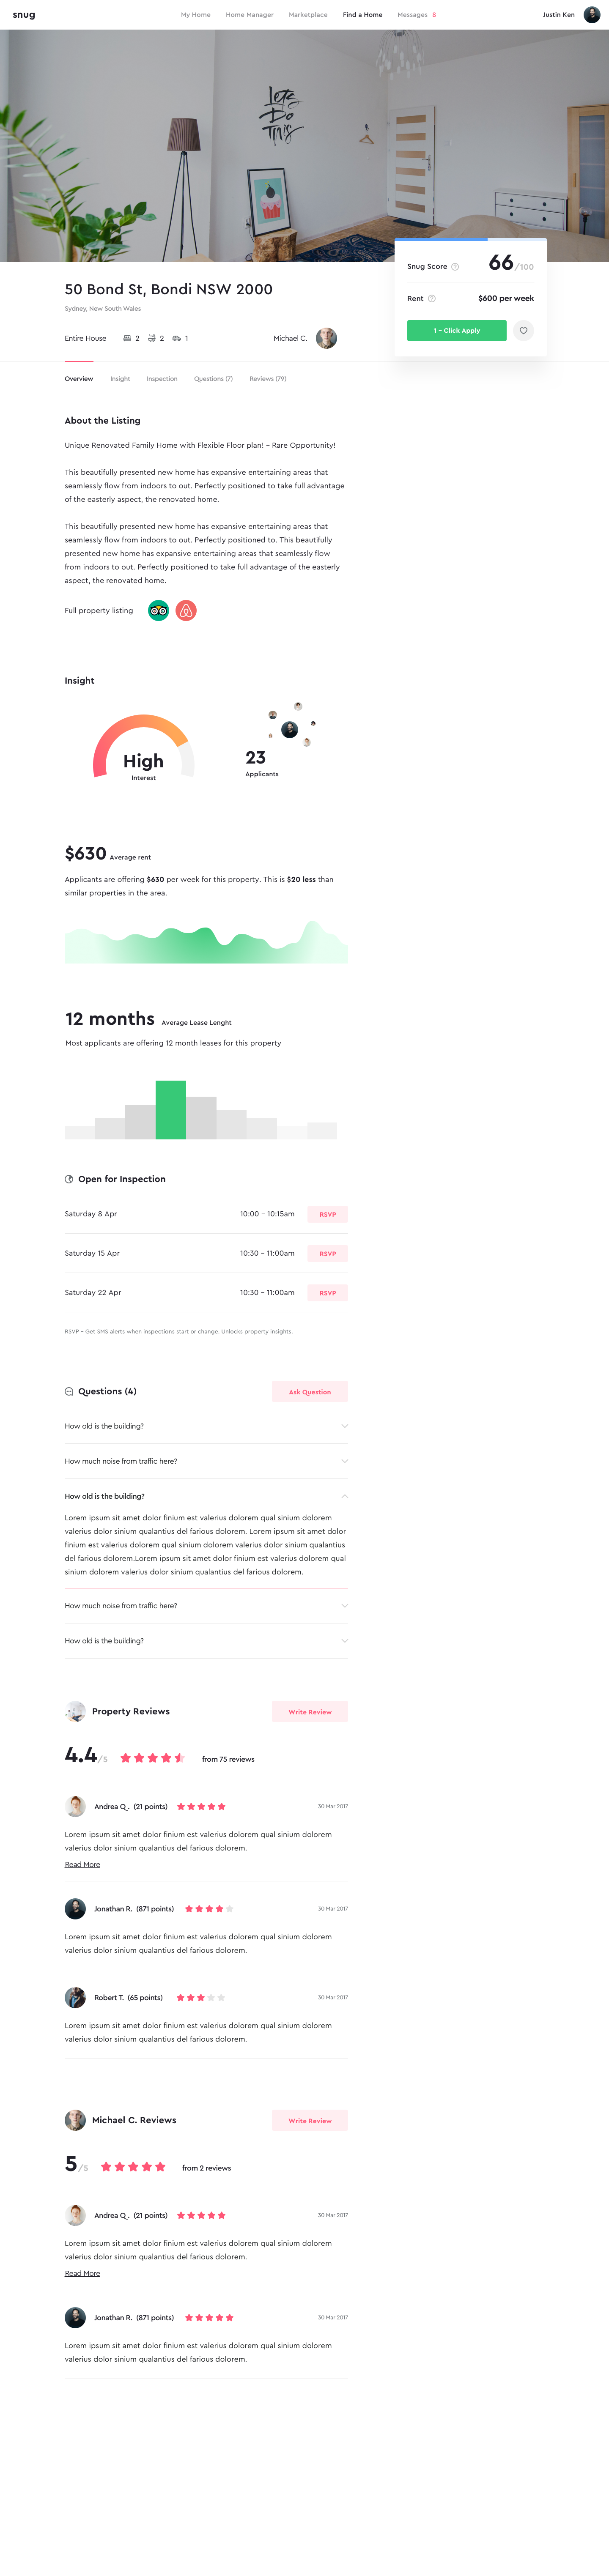 snug
My Home
Home Manager
Marketplace
Find a Home
Messages 8
Justin Ken
Lets
Do
This
Snug Score ? 66/100
Rent ? $600 per week
1 - Click Apply
50 Bond St, Bondi NSW 2000
Sydney, New South Wales
Entire House 2 2 1 Michael C.
Overview
Insight
Inspection
Questions (7)
Reviews (79)
About the Listing
Unique Renovated Family Home with Flexible Floor plan! - Rare Opportunity!
This beautifully presented new home has expansive entertaining areas that
seamlessly flow from indoors to out. Perfectly positioned to take full advantage
of the easterly aspect, the renovated home.
This beautifully presented new home has expansive entertaining areas that
seamlessly flow from indoors to out. Perfectly positioned to. This beautifully
presented new home has expansive entertaining areas that seamlessly flow
from indoors to out. Perfectly positioned to take full advantage of the easterly
aspect, the renovated home.
Full property listing
Insight
High
Interest
23
Applicants
$630 Average rent
Applicants are offering $630 per week for this property. This is $20 less than
similar properties in the area.
12 months Average Lease Lenght
Most applicants are offering 12 month leases for this property
Open for Inspection
Saturday 8 Apr 10:00 - 10:15am RSVP
Saturday 15 Apr 10:30 - 11:00am RSVP
Saturday 22 Apr 10:30 - 11:00am RSVP
RSVP - Get SMS alerts when inspections start or change. Unlocks property insights.
Questions (4) Ask Question
How old is the building?
How much noise from traffic here?
How old is the building?
Lorem ipsum sit amet dolor finium est valerius dolorem qual sinium dolorem
valerius dolor sinium qualantius del farious dolorem. Lorem ipsum sit amet dolor
finium est valerius dolorem qual sinium dolorem valerius dolor sinium qualantius
del farious dolorem.Lorem ipsum sit amet dolor finium est valerius dolorem qual
sinium dolorem valerius dolor sinium qualantius del farious dolorem.
How much noise from traffic here?
How old is the building?
Property Reviews Write Review
4.4/5 from 75 reviews
Andrea Q . (21 points) 30 Mar 2017
Lorem ipsum sit amet dolor finium est valerius dolorem qual sinium dolorem
valerius dolor sinium qualantius del farious dolorem.
Read More
Jonathan R. (871 points) 30 Mar 2017
Lorem ipsum sit amet dolor finium est valerius dolorem qual sinium dolorem
valerius dolor sinium qualantius del farious dolorem.
Robert T. (65 points) 30 Mar 2017
Lorem ipsum sit amet dolor finium est valerius dolorem qual sinium dolorem
valerius dolor sinium qualantius del farious dolorem.
Michael C. Reviews Write Review
5/5 from 2 reviews
Andrea Q . (21 points) 30 Mar 2017
Lorem ipsum sit amet dolor finium est valerius dolorem qual sinium dolorem
valerius dolor sinium qualantius del farious dolorem.
Read More
Jonathan R. (871 points) 30 Mar 2017
Lorem ipsum sit amet dolor finium est valerius dolorem qual sinium dolorem
valerius dolor sinium qualantius del farious dolorem.